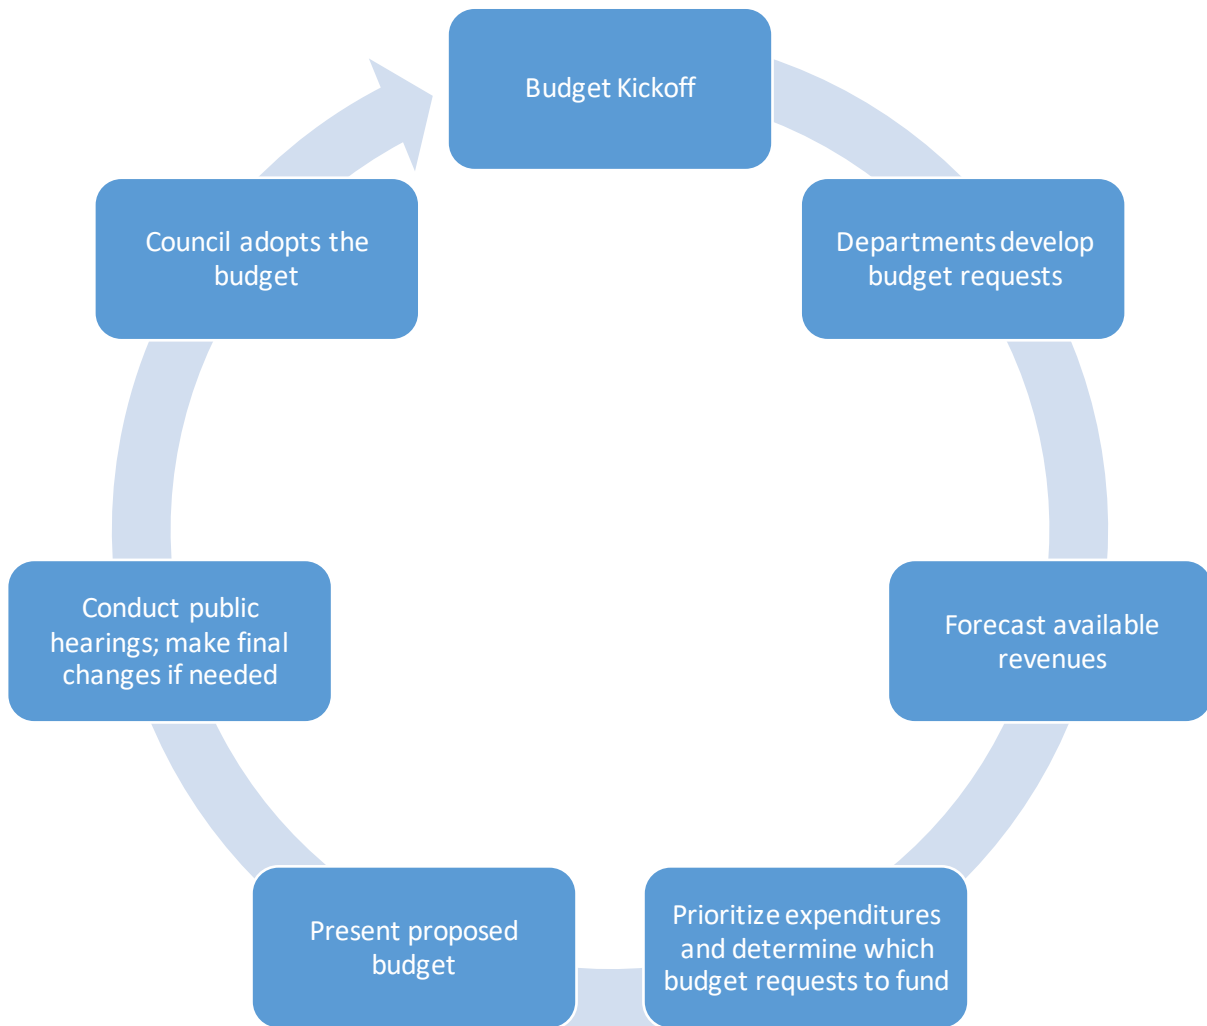 Budget Kickoff
Departments develop
budget requests
Forecast available
revenues
Prioritize expenditures
and determine which
budget requests to fund
Present proposed
budget
Conduct public
hearings; make final
changes if needed
Council adopts the
budget